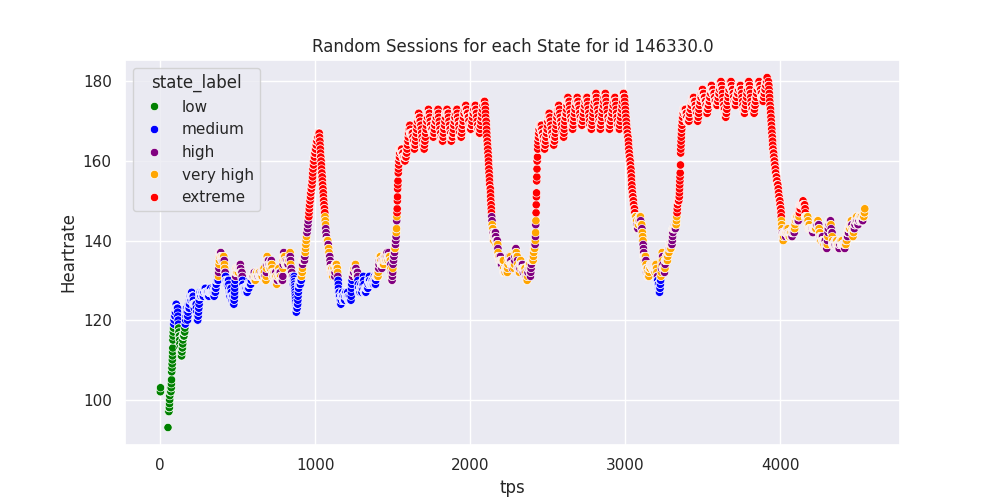 Random Sessions for each State for id 146330.0
state_label
low
medium
high
very high
extreme
Heartrate
180
160
140
120
100
0 1000 2000 3000 4000
tps